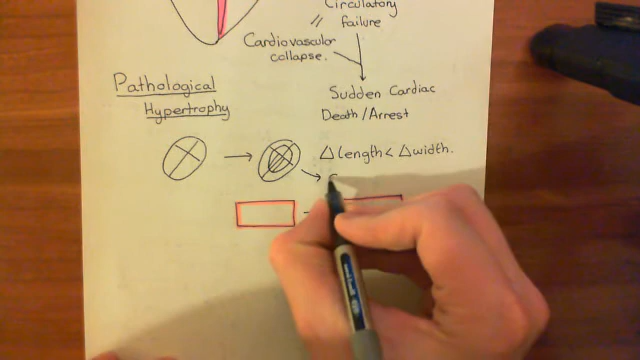 Circulatory
failure
Cardiovascular
collapse.
Sudden Cardiac
Death/Arrest
Pathological
Hypertrophy
△ length < △ width.